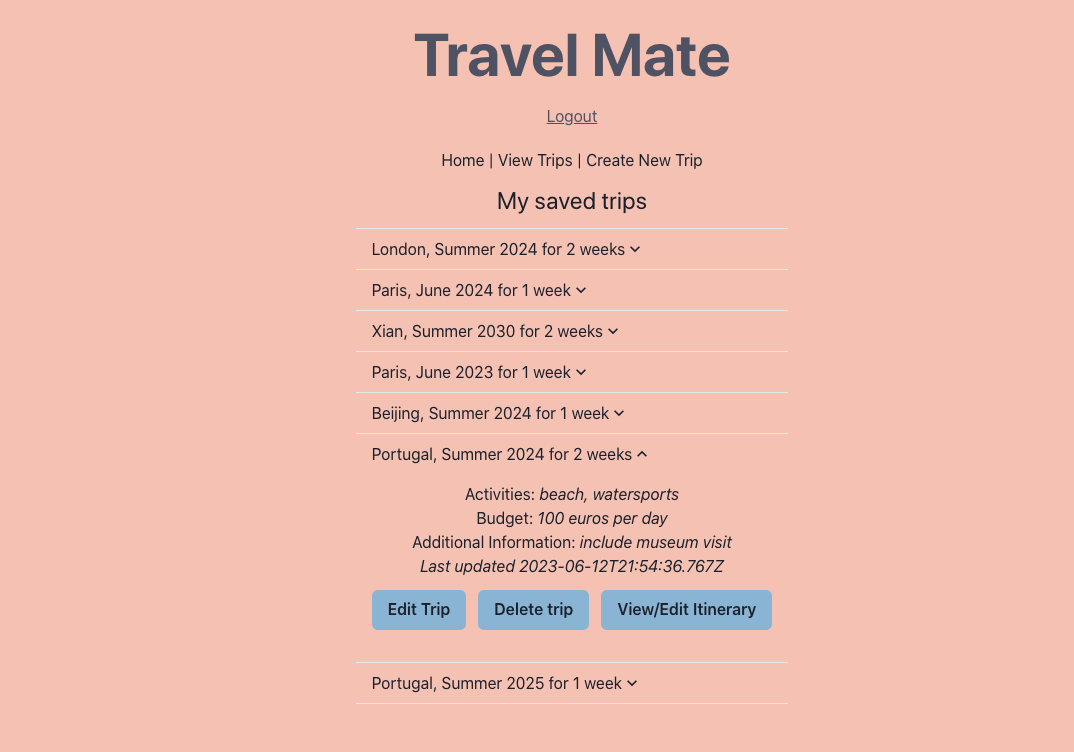 Travel Mate
Logout
Home | View Trips | Create New Trip
My saved trips
London, Summer 2024 for 2 weeks
Paris, June 2024 for 1 week
Xian, Summer 2030 for 2 weeks
Paris, June 2023 for 1 week
Beijing, Summer 2024 for 1 week
Portugal, Summer 2024 for 2 weeks
Activities: beach, watersports
Budget: 100 euros per day
Additional Information: include museum visit
Last updated 2023-06-12T21:54:36.767Z
Edit Trip Delete trip View/Edit Itinerary
Portugal, Summer 2025 for 1 week